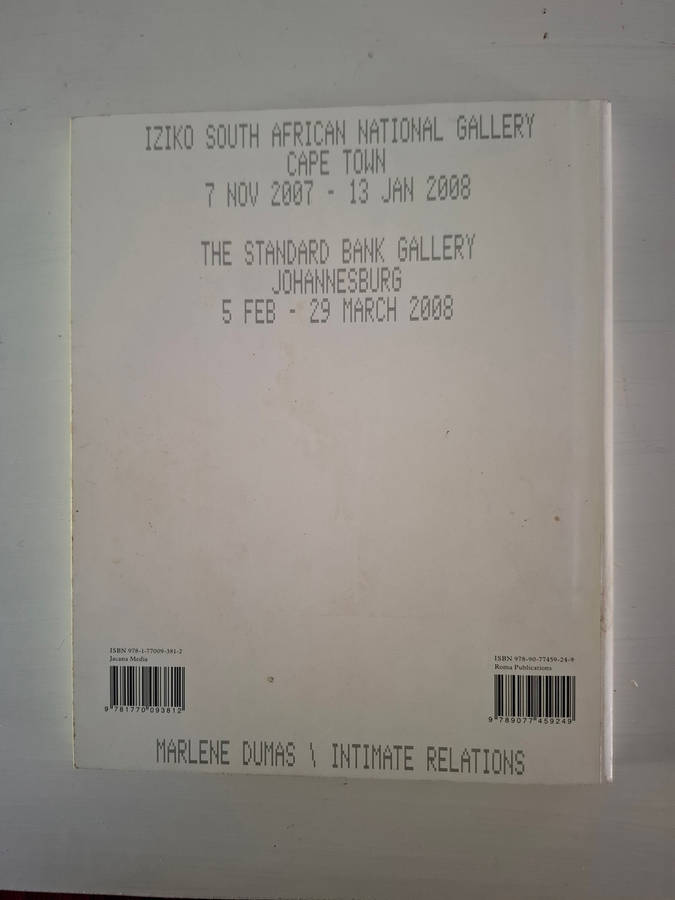 IZIKO SOUTH AFRICAN NATIONAL GALLERY
CAPE TOWN
7 NOV 2007 - 13 JAN 2008
THE STANDARD BANK GALLERY
JOHANNESBURG
5 FEB - 29 MARCH 2008
ISBN 978-1-77009-381-2
Jacana Media
9 781770 093812
ISBN 978-90-77459-24-9
Roma Publications
9 789077 459249
MARLENE DUMAS \ INTIMATE RELATIONS